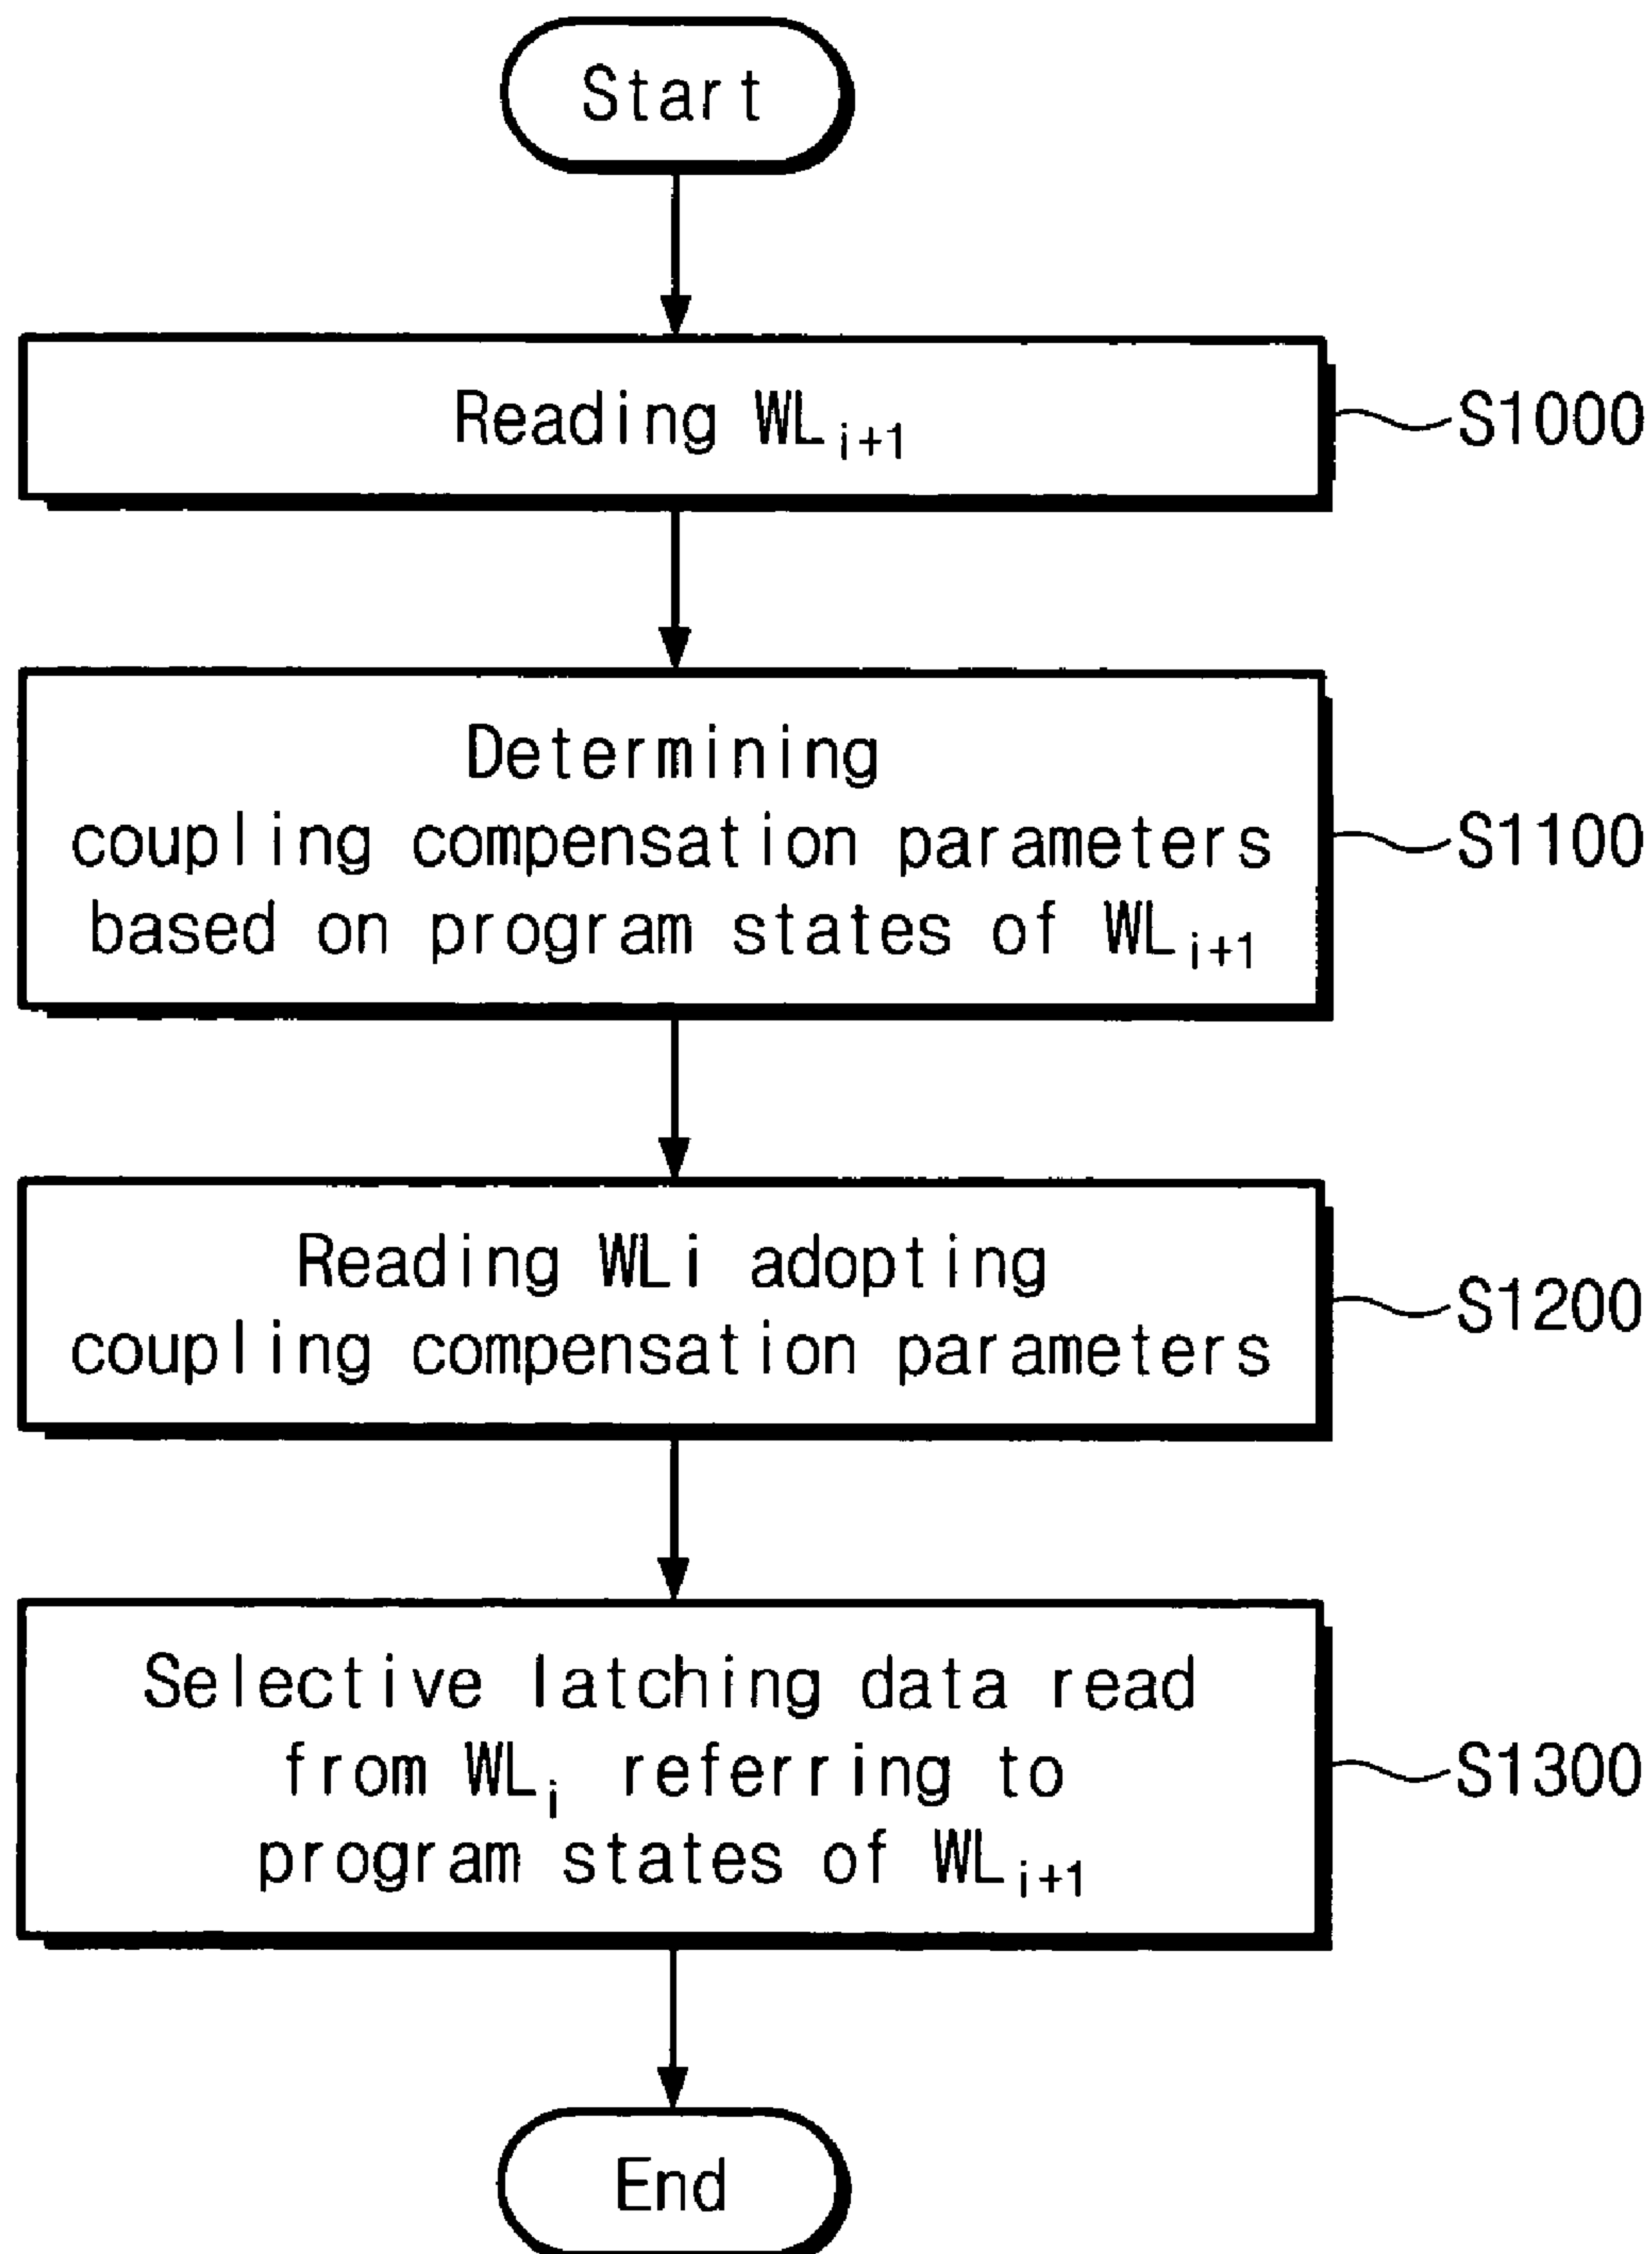 Start
Reading WLi+1
S1000
Determining
coupling compensation parameters
based on program states of WLi+1
S1100
Reading WLi adopting
coupling compensation parameters
S1200
Selective latching data read
from WLi referring to
program states of WLi+1
S1300
End